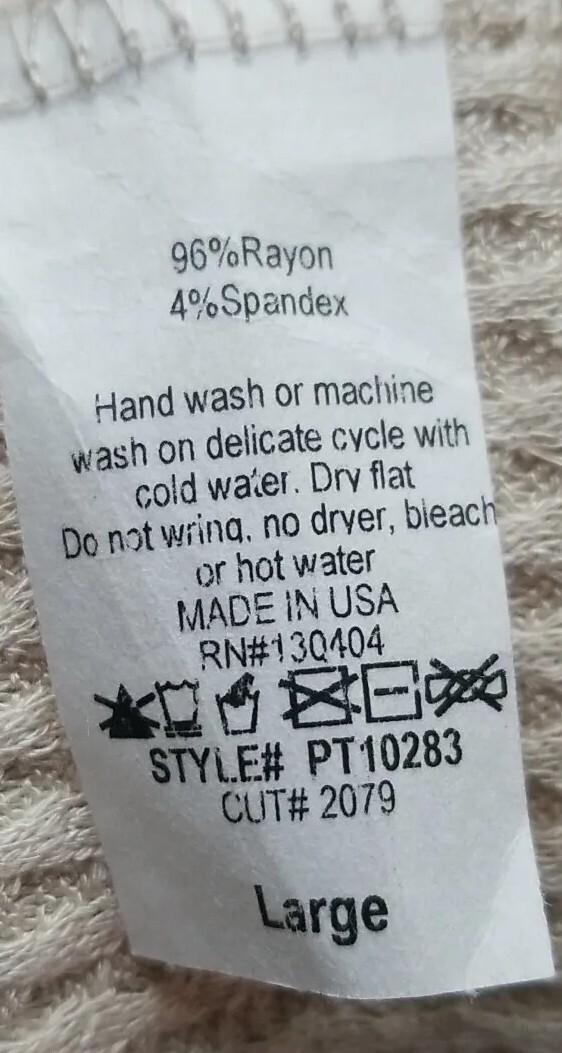 96%Rayon
4%Spandex
Hand wash or machine
wash on delicate cycle with
cold water. Dry flat
Do not wring, no dryer, bleach
or hot water
MADE IN USA
RN#130404
STYLE# PT10283
CUT# 2079
Large